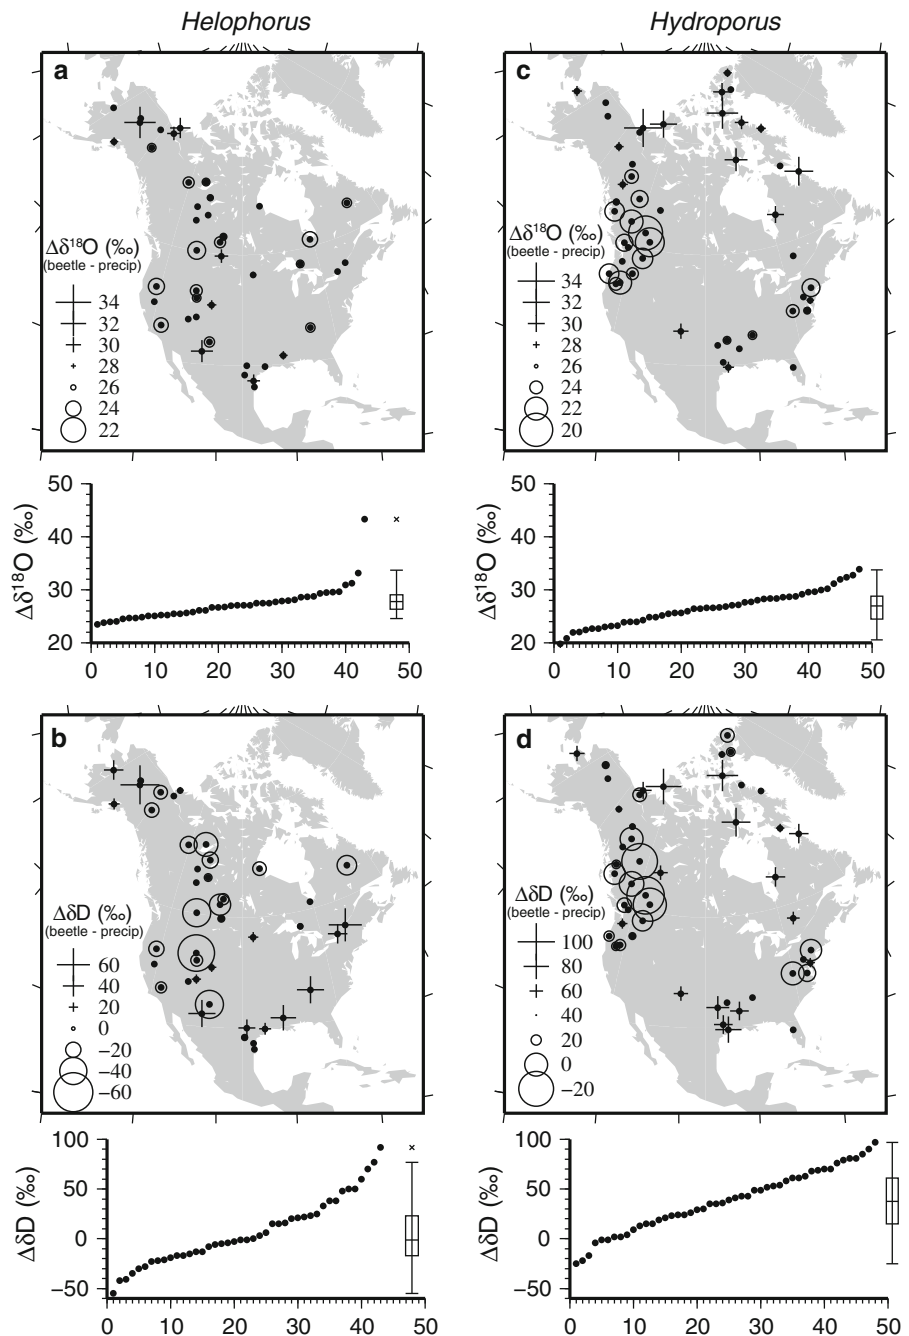 Helophorus
Hydroporus
a
Δδ¹⁸O (‰)
(beetle - precip)
34
32
30
28
26
24
22
c
Δδ¹⁸O (‰)
(beetle - precip)
34
32
30
28
26
24
22
20
50
40
30
20
Δδ¹⁸O (‰)
×
0 10 20 30 40 50
50
40
30
20
Δδ¹⁸O (‰)
0 10 20 30 40 50
b
ΔδD (‰)
(beetle - precip)
60
40
20
0
−20
−40
−60
d
ΔδD (‰)
(beetle - precip)
100
80
60
40
20
0
−20
100
50
0
−50
ΔδD (‰)
×
0 10 20 30 40 50
100
50
0
−50
ΔδD (‰)
0 10 20 30 40 50